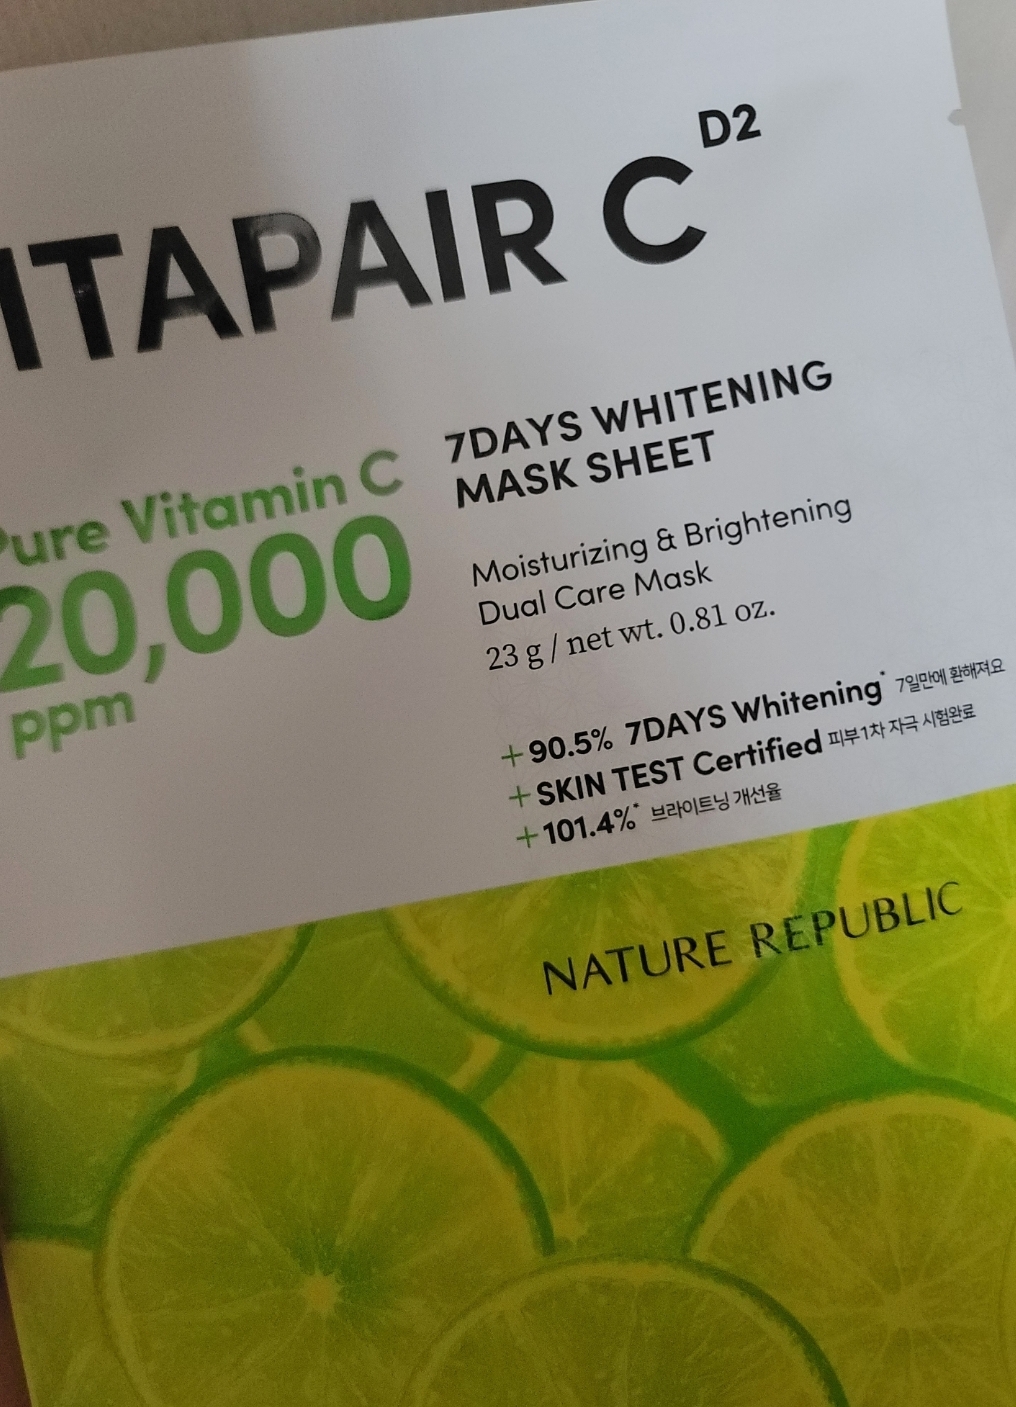 ITAPAIR C D2
7DAYS WHITENING
MASK SHEET
Pure Vitamin C
20,000
ppm
Moisturizing & Brightening
Dual Care Mask
23 g / net wt. 0.81 oz.
+ 90.5% 7DAYS Whitening* 7일만에 환해져요
+ SKIN TEST Certified 피부1차 자극 시험완료
+ 101.4%* 브라이트닝 개선율
NATURE REPUBLIC